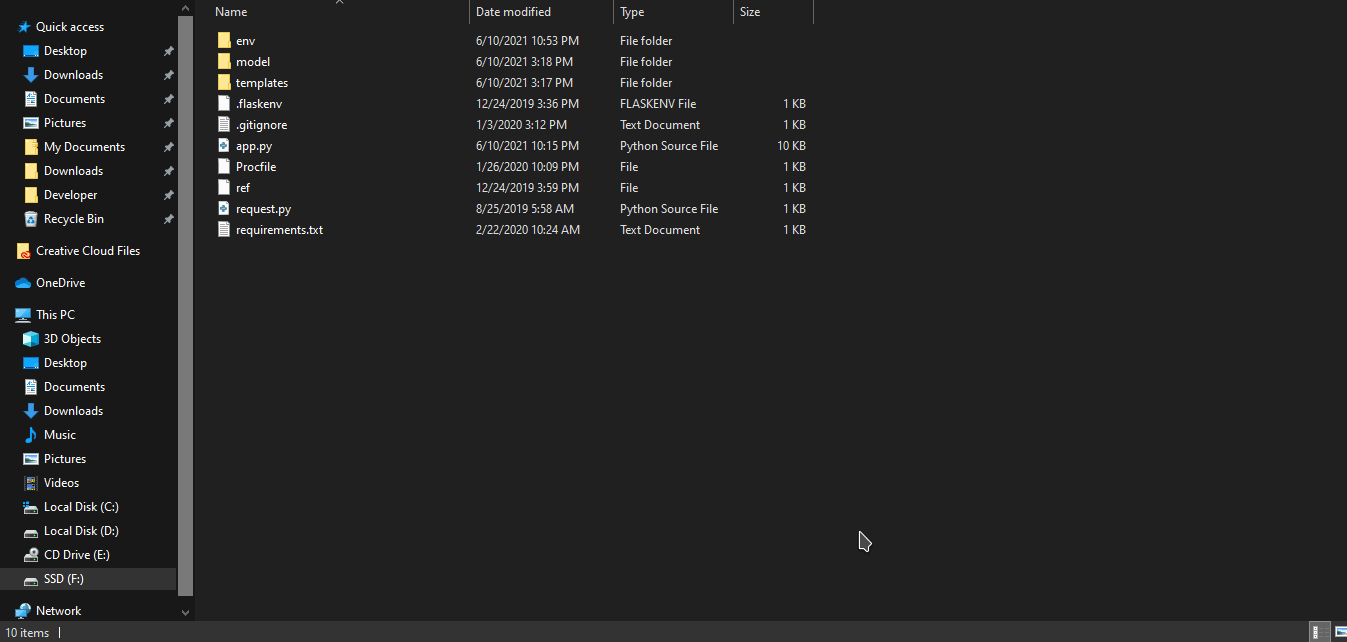 Name Date modified Type Size
Quick access
Desktop
Downloads
Documents
Pictures
My Documents
Downloads
Developer
Recycle Bin
Creative Cloud Files
OneDrive
This PC
3D Objects
Desktop
Documents
Downloads
Music
Pictures
Videos
Local Disk (C:)
Local Disk (D:)
CD Drive (E:)
SSD (F:)
Network
env 6/10/2021 10:53 PM File folder
model 6/10/2021 3:18 PM File folder
templates 6/10/2021 3:17 PM File folder
.flaskenv 12/24/2019 3:36 PM FLASKENV File 1 KB
.gitignore 1/3/2020 3:12 PM Text Document 1 KB
app.py 6/10/2021 10:15 PM Python Source File 10 KB
Procfile 1/26/2020 10:09 PM File 1 KB
ref 12/24/2019 3:59 PM File 1 KB
request.py 8/25/2019 5:58 AM Python Source File 1 KB
requirements.txt 2/22/2020 10:24 AM Text Document 1 KB
10 items